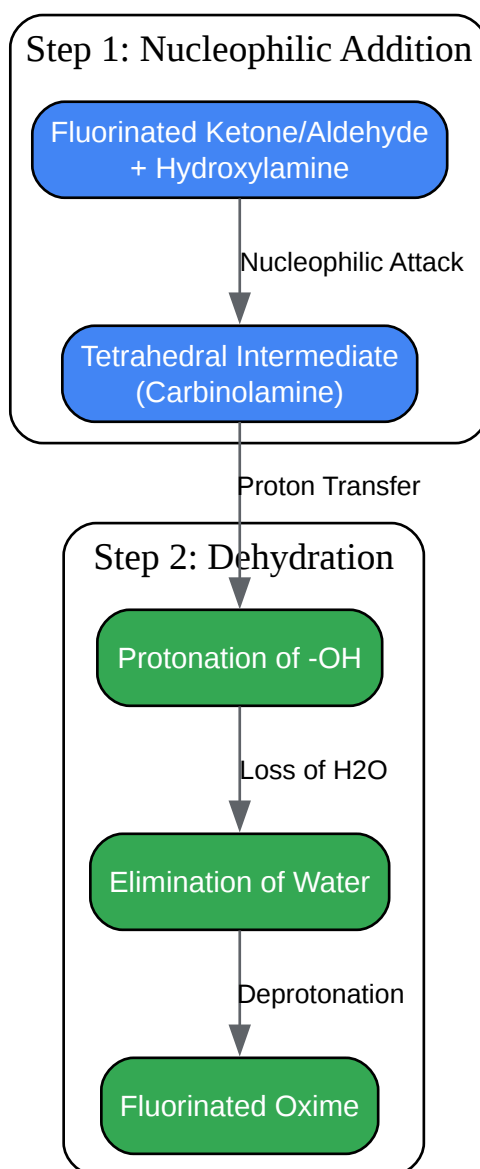 Step 1: Nucleophilic Addition
Fluorinated Ketone/Aldehyde
+ Hydroxylamine
Nucleophilic Attack
Tetrahedral Intermediate
(Carbinolamine)
Proton Transfer
Step 2: Dehydration
Protonation of -OH
Loss of H2O
Elimination of Water
Deprotonation
Fluorinated Oxime